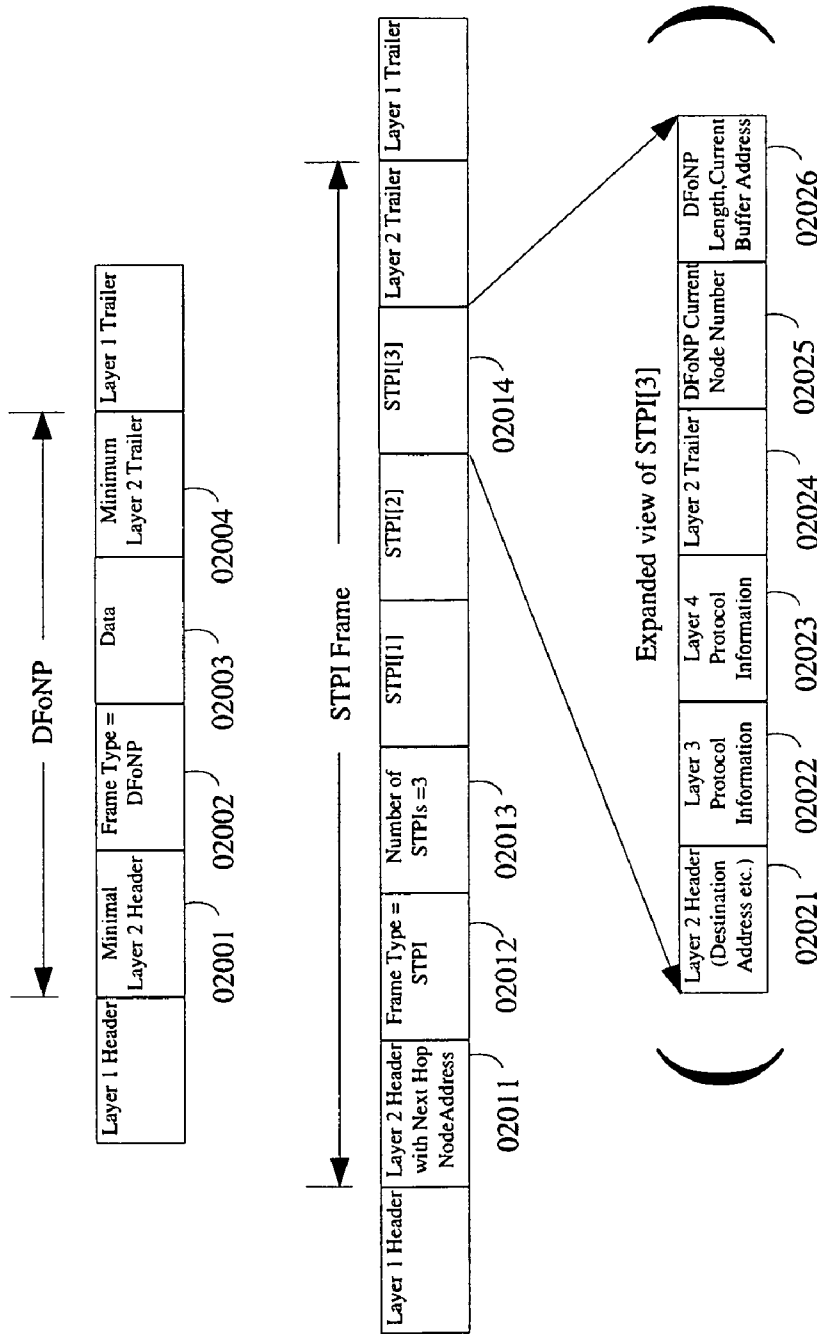 DFoNP
Layer 1 Header
Minimal
Layer 2 Header
Frame Type =
DFoNP
Data
Minimum
Layer 2 Trailer
Layer 1 Trailer
02001
02002
02003
02004
STPI Frame
Layer 1 Header
Layer 2 Header
with Next Hop
NodeAddress
Frame Type =
STPI
Number of
STPIs =3
STPI[1]
STPI[2]
STPI[3]
Layer 2 Trailer
Layer 1 Trailer
02011
02012
02013
02014
Expanded view of STPI[3]
Layer 2 Header
(Destination
Address etc.)
Layer 3
Protocol
Information
Layer 4
Protocol
Information
Layer 2 Trailer
DFoNP Current
Node Number
DFoNP
Length,Current
Buffer Address
02021
02022
02023
02024
02025
02026